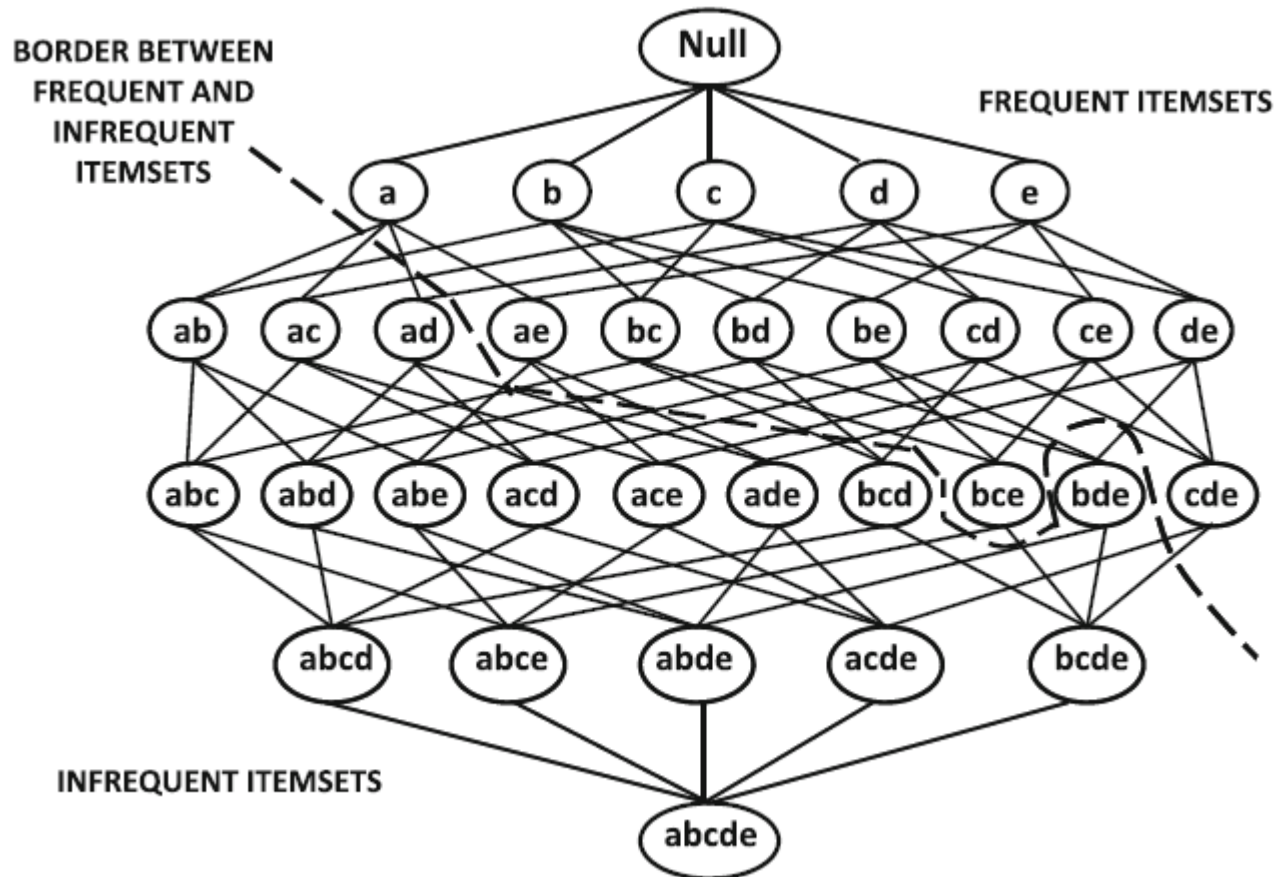 Null
BORDER BETWEEN
FREQUENT AND
INFREQUENT
ITEMSETS
FREQUENT ITEMSETS
a b c d e
ab ac ad ae bc bd be cd ce de
abc abd abe acd ace ade bcd bce bde cde
abcd abce abde acde bcde
INFREQUENT ITEMSETS
abcde